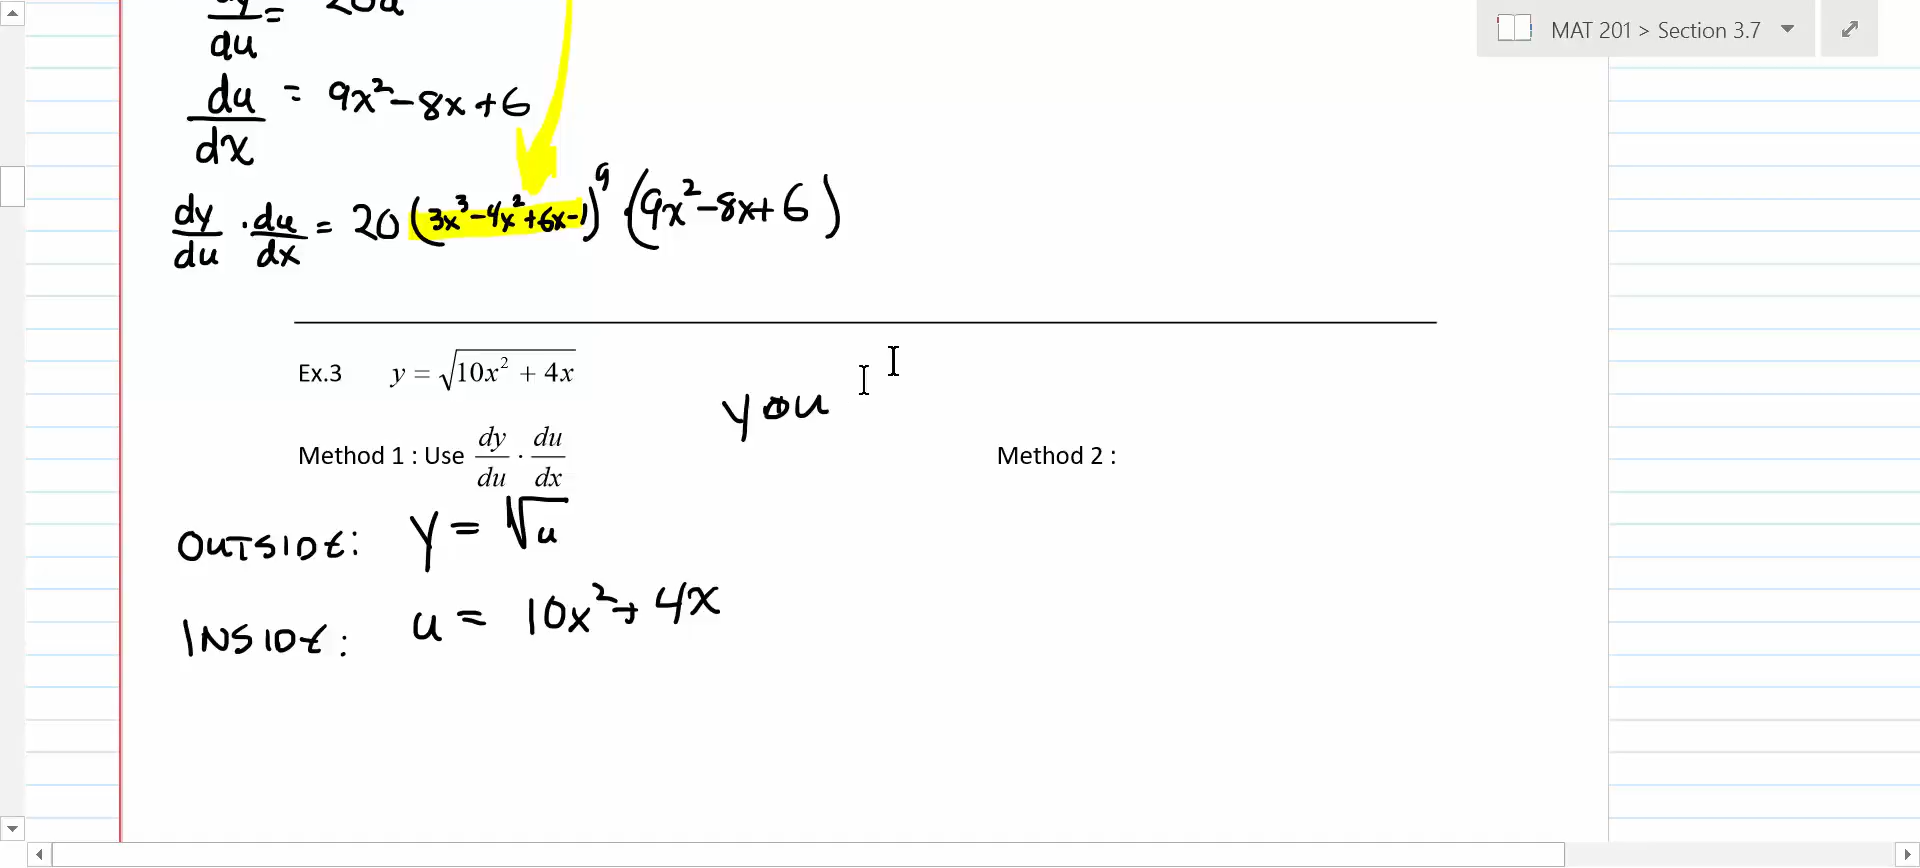 MAT 201 > Section 3.7
dy/du = 20u
du/dx = 9x² - 8x + 6
dy/du · du/dx = 20(3x³ - 4x² + 6x - 1)⁹ · (9x² - 8x + 6)
Ex.3 y = √(10x² + 4x)
you
Method 1 : Use dy/du · du/dx
Method 2 :
OUTSIDE: y = √u
INSIDE: u = 10x² + 4x